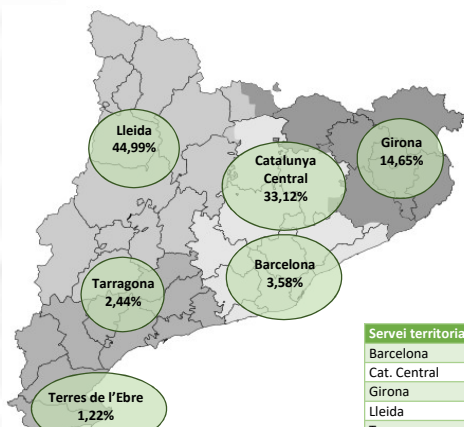 Lleida
44,99%
Catalunya
Central
33,12%
Girona
14,65%
Tarragona
2,44%
Barcelona
3,58%
Terres de l'Ebre
1,22%
Servei territorial
Barcelona
Cat. Central
Girona
Lleida